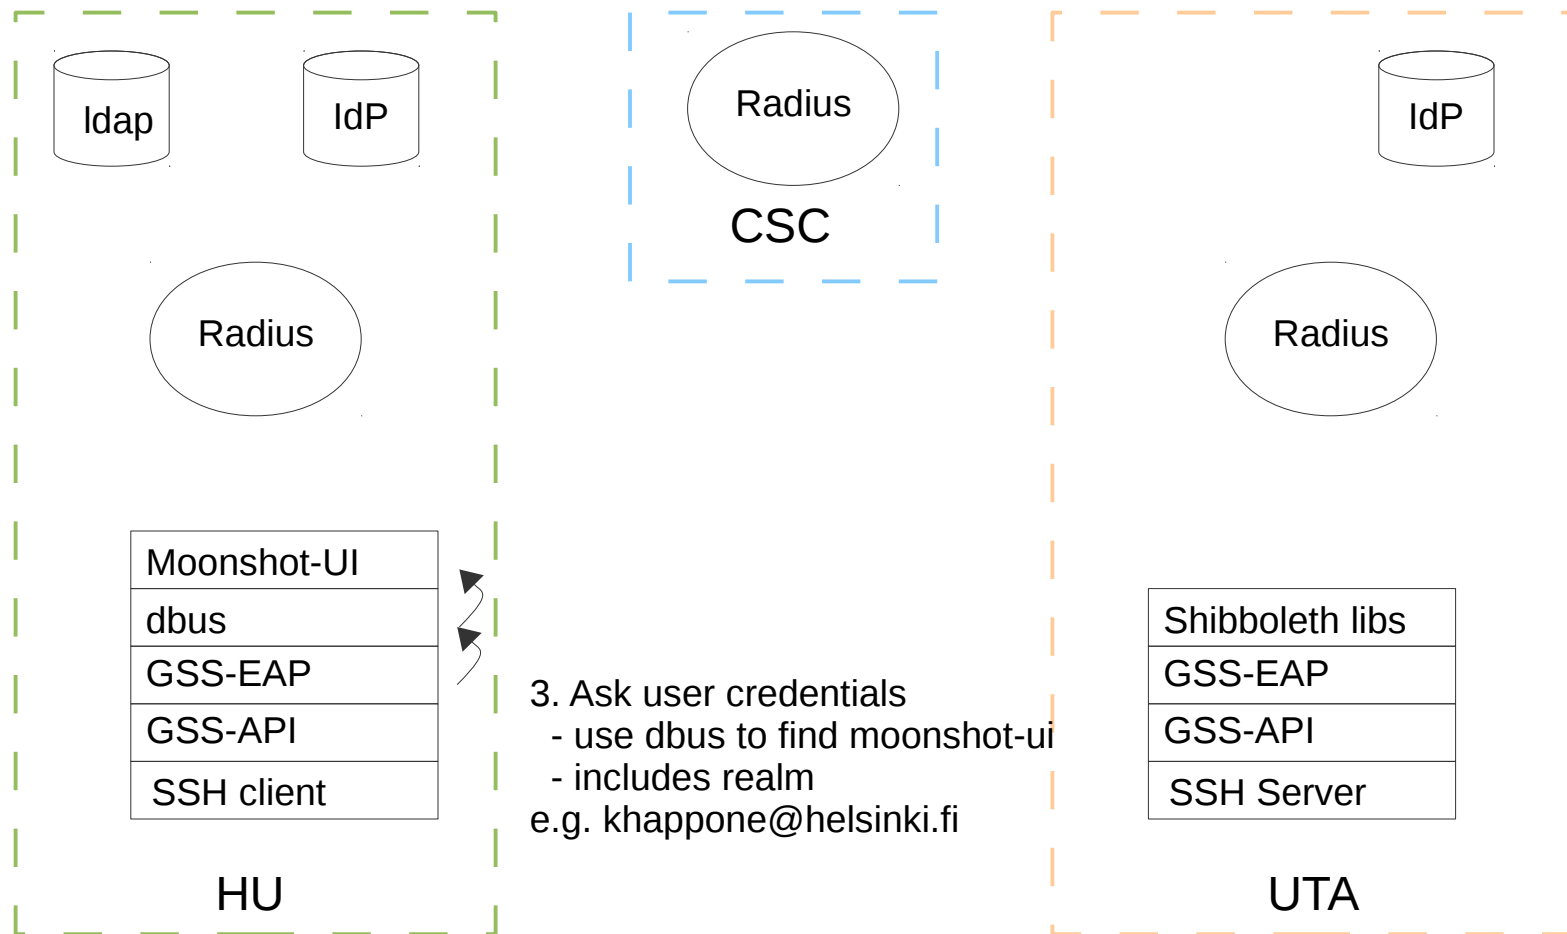 ldap
IdP
Radius
Moonshot-UI
dbus
GSS-EAP
GSS-API
SSH client
HU
Radius
CSC
3. Ask user credentials
- use dbus to find moonshot-ui
- includes realm
e.g. khappone@helsinki.fi
IdP
Radius
Shibboleth libs
GSS-EAP
GSS-API
SSH Server
UTA